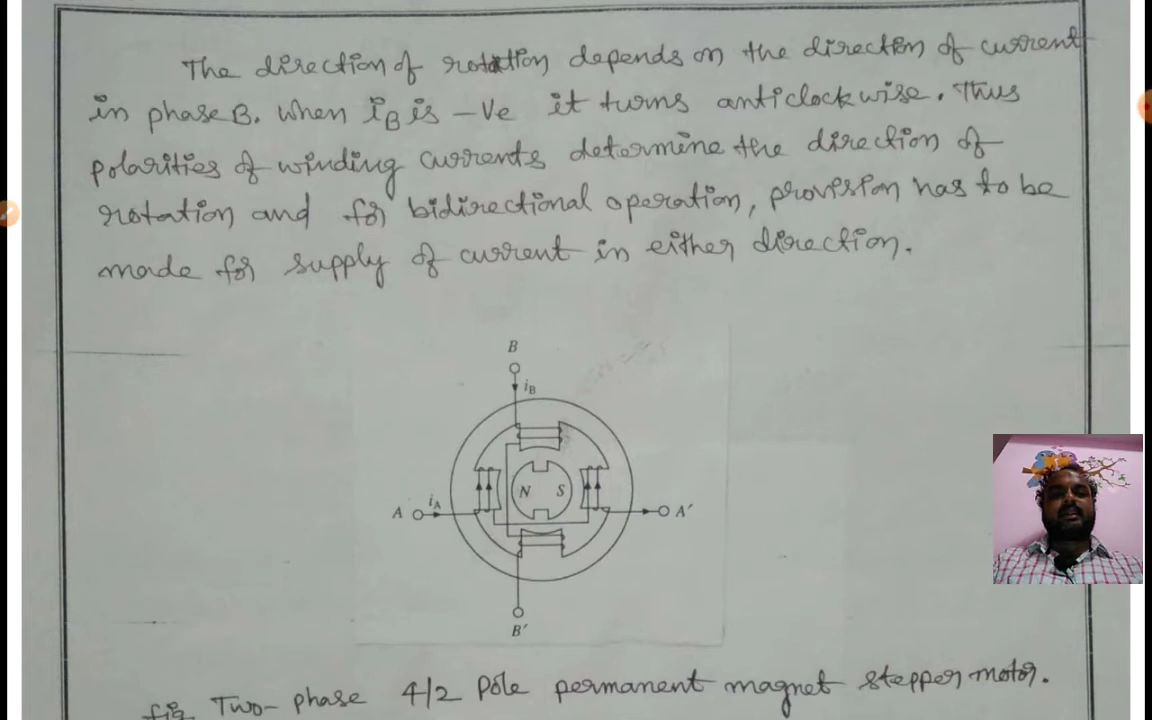 The direction of rotation depends on the direction of current
in phase B. When iB is -ve it turns anticlockwise. Thus
polarities of winding currents determine the direction of
rotation and for bidirectional operation, provision has to be
made for supply of current in either direction.
B
iB
N S
A iA A'
B'
fig Two-phase 4/2 Pole permanent magnet stepper motor.